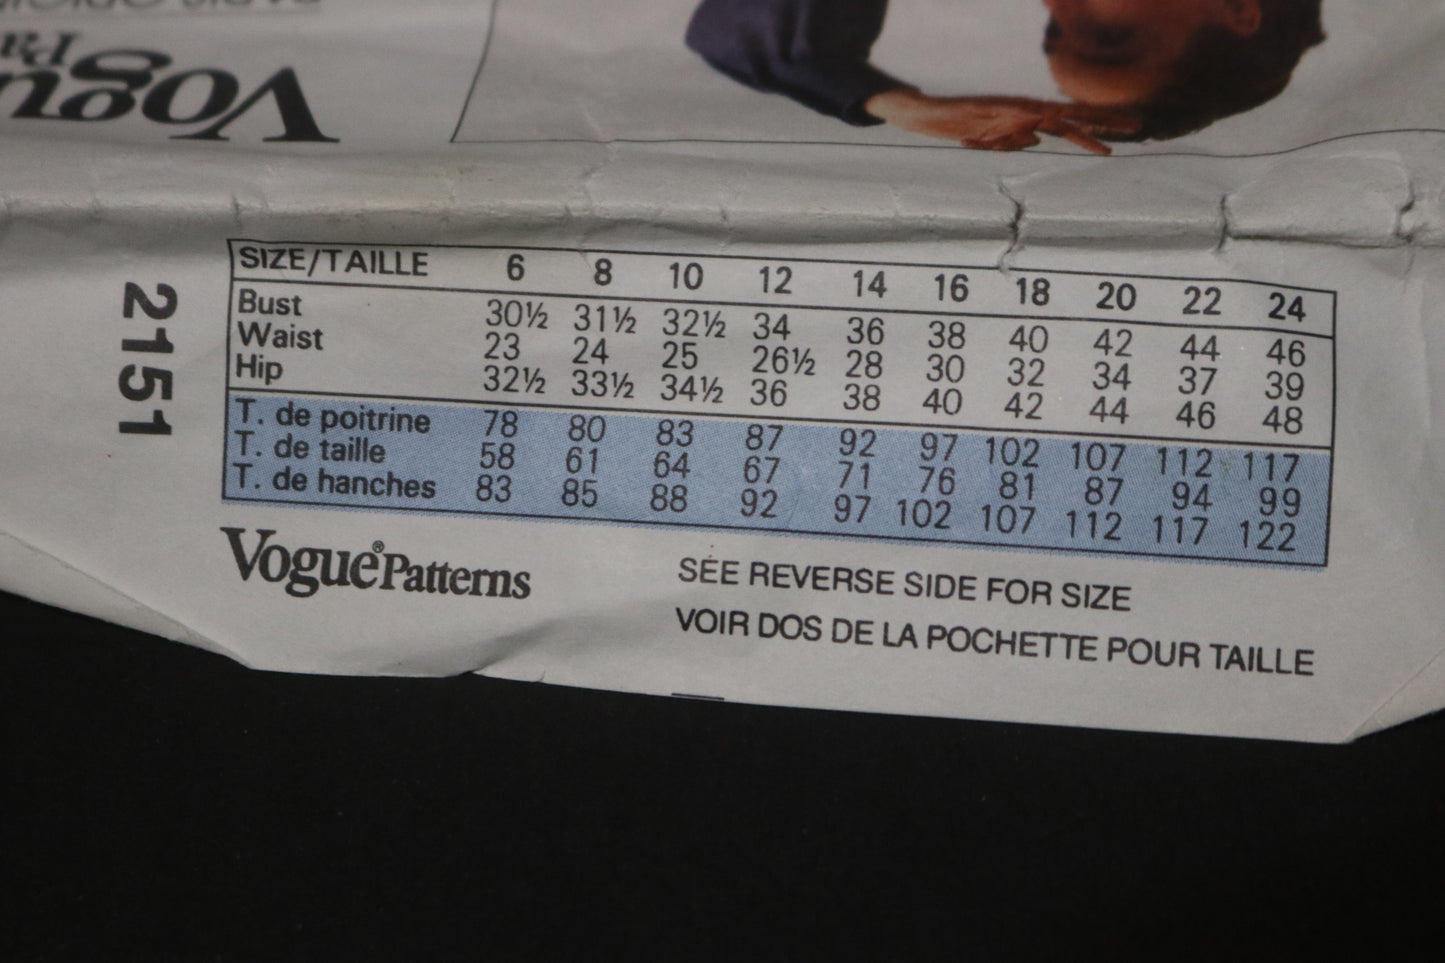 Vogue
2151
SIZE/TAILLE 6 8 10 12 14 16 18 20 22 24
Bust 30½ 31½ 32½ 34 36 38 40 42 44 46
Waist 23 24 25 26½ 28 30 32 34 37 39
Hip 32½ 33½ 34½ 36 38 40 42 44 46 48
T. de poitrine 78 80 83 87 92 97 102 107 112 117
T. de taille 58 61 64 67 71 76 81 87 94 99
T. de hanches 83 85 88 92 97 102 107 112 117 122
Vogue® Patterns
SEE REVERSE SIDE FOR SIZE
VOIR DOS DE LA POCHETTE POUR TAILLE